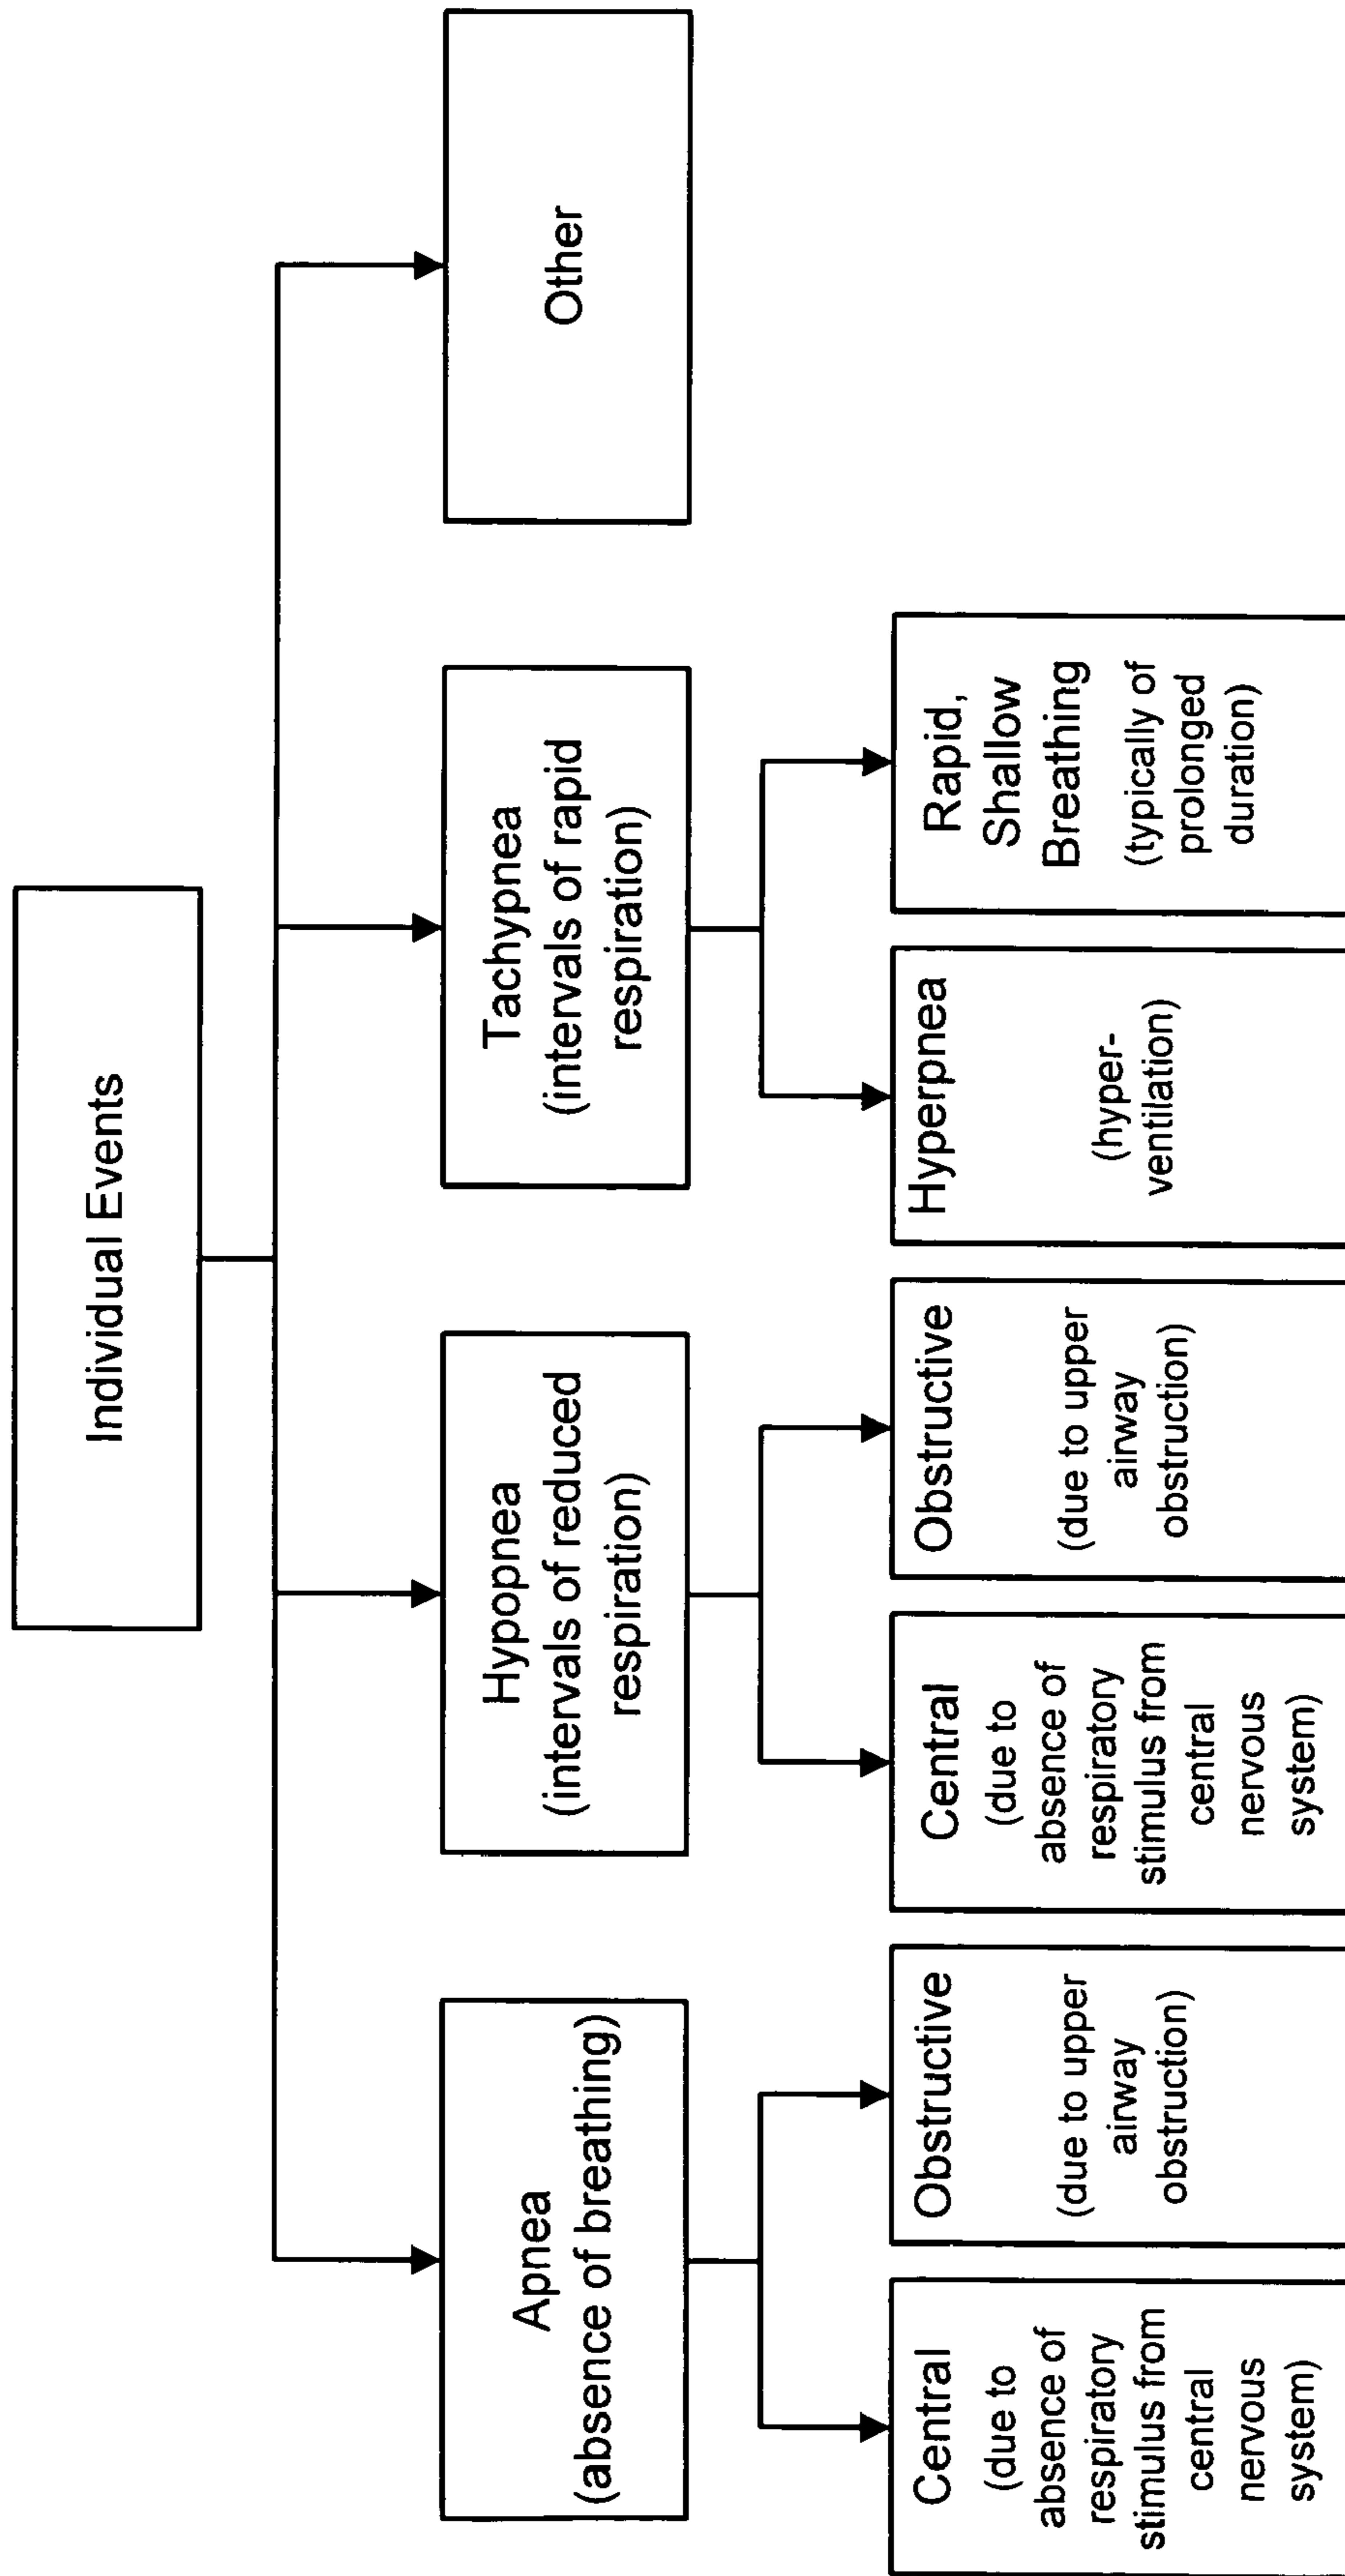 Individual Events
Apnea
(absence of breathing)
Hypopnea
(intervals of reduced
respiration)
Tachypnea
(intervals of rapid
respiration)
Other
Central
(due to
absence of
respiratory
stimulus from
central
nervous
system)
Obstructive
(due to upper
airway
obstruction)
Central
(due to
absence of
respiratory
stimulus from
central
nervous
system)
Obstructive
(due to upper
airway
obstruction)
Hyperpnea
(hyper-
ventilation)
Rapid,
Shallow
Breathing
(typically of
prolonged
duration)